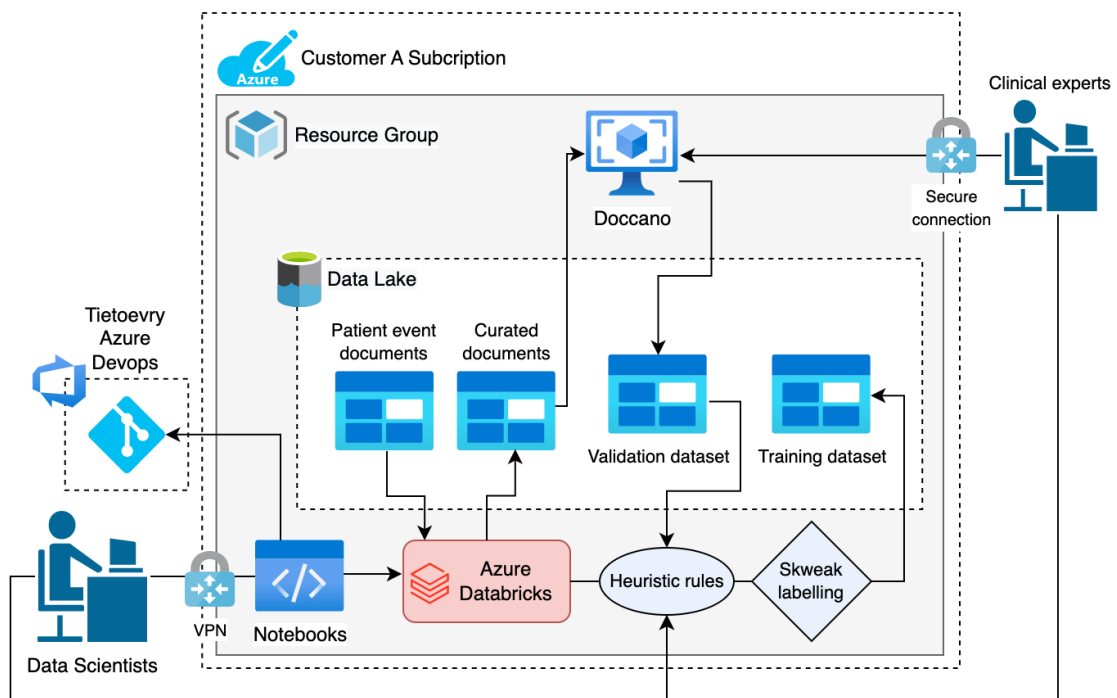 Azure
Customer A Subcription
Clinical experts
Resource Group
Doccano
Secure
connection
Data Lake
Tietoevry
Azure
Devops
Patient event
documents
Curated
documents
Validation dataset
Training dataset
Azure
Databricks
Heuristic rules
Skweak
labelling
VPN
Notebooks
Data Scientists